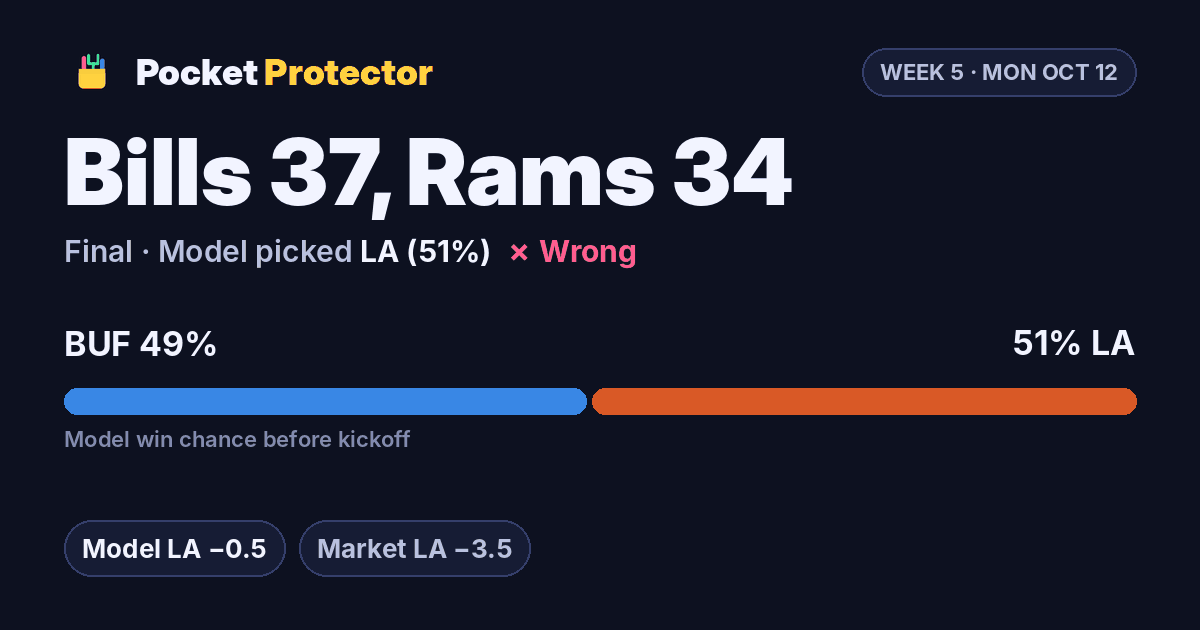 Pocket Protector
WEEK 5 · MON OCT 12
Bills 37, Rams 34
Final · Model picked LA (51%) × Wrong
BUF 49%
51% LA
Model win chance before kickoff
Model LA −0.5
Market LA −3.5